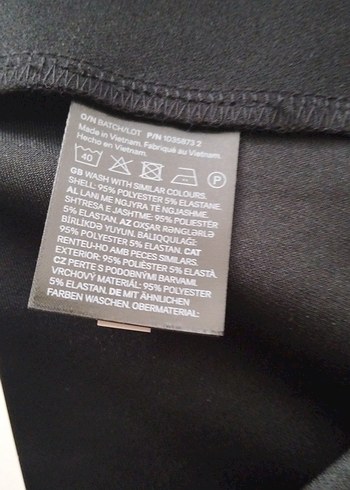 O/N BATCH/LOT P/N 1035873 2
Made in Vietnam. Fabriqué au Vietnam.
Hecho en Vietnam.
40 P
GB WASH WITH SIMILAR COLOURS.
SHELL: 95% POLYESTER 5% ELASTANE.
AL LANI ME NGJYRA TË NGJASHME.
SHTRESA E JASHTME: 95% POLIESTËR
5% ELASTAN. AZ OXŞAR RƏNGLƏRLƏ
BİRLİKDƏ YUYUN. BALIQQULAĞI:
95% POLYESTER 5% ELASTAN. CAT
RENTEU-HO AMB PECES SIMILARS.
EXTERIOR: 95% POLIÈSTER 5% ELASTÀ.
CZ PERTE S PODOBNÝMI BARVAMI.
VRCHOVÝ MATERIÁL: 95% POLYESTER
5% ELASTAN. DE MIT ÄHNLICHEN
FARBEN WASCHEN. OBERMATERIAL: